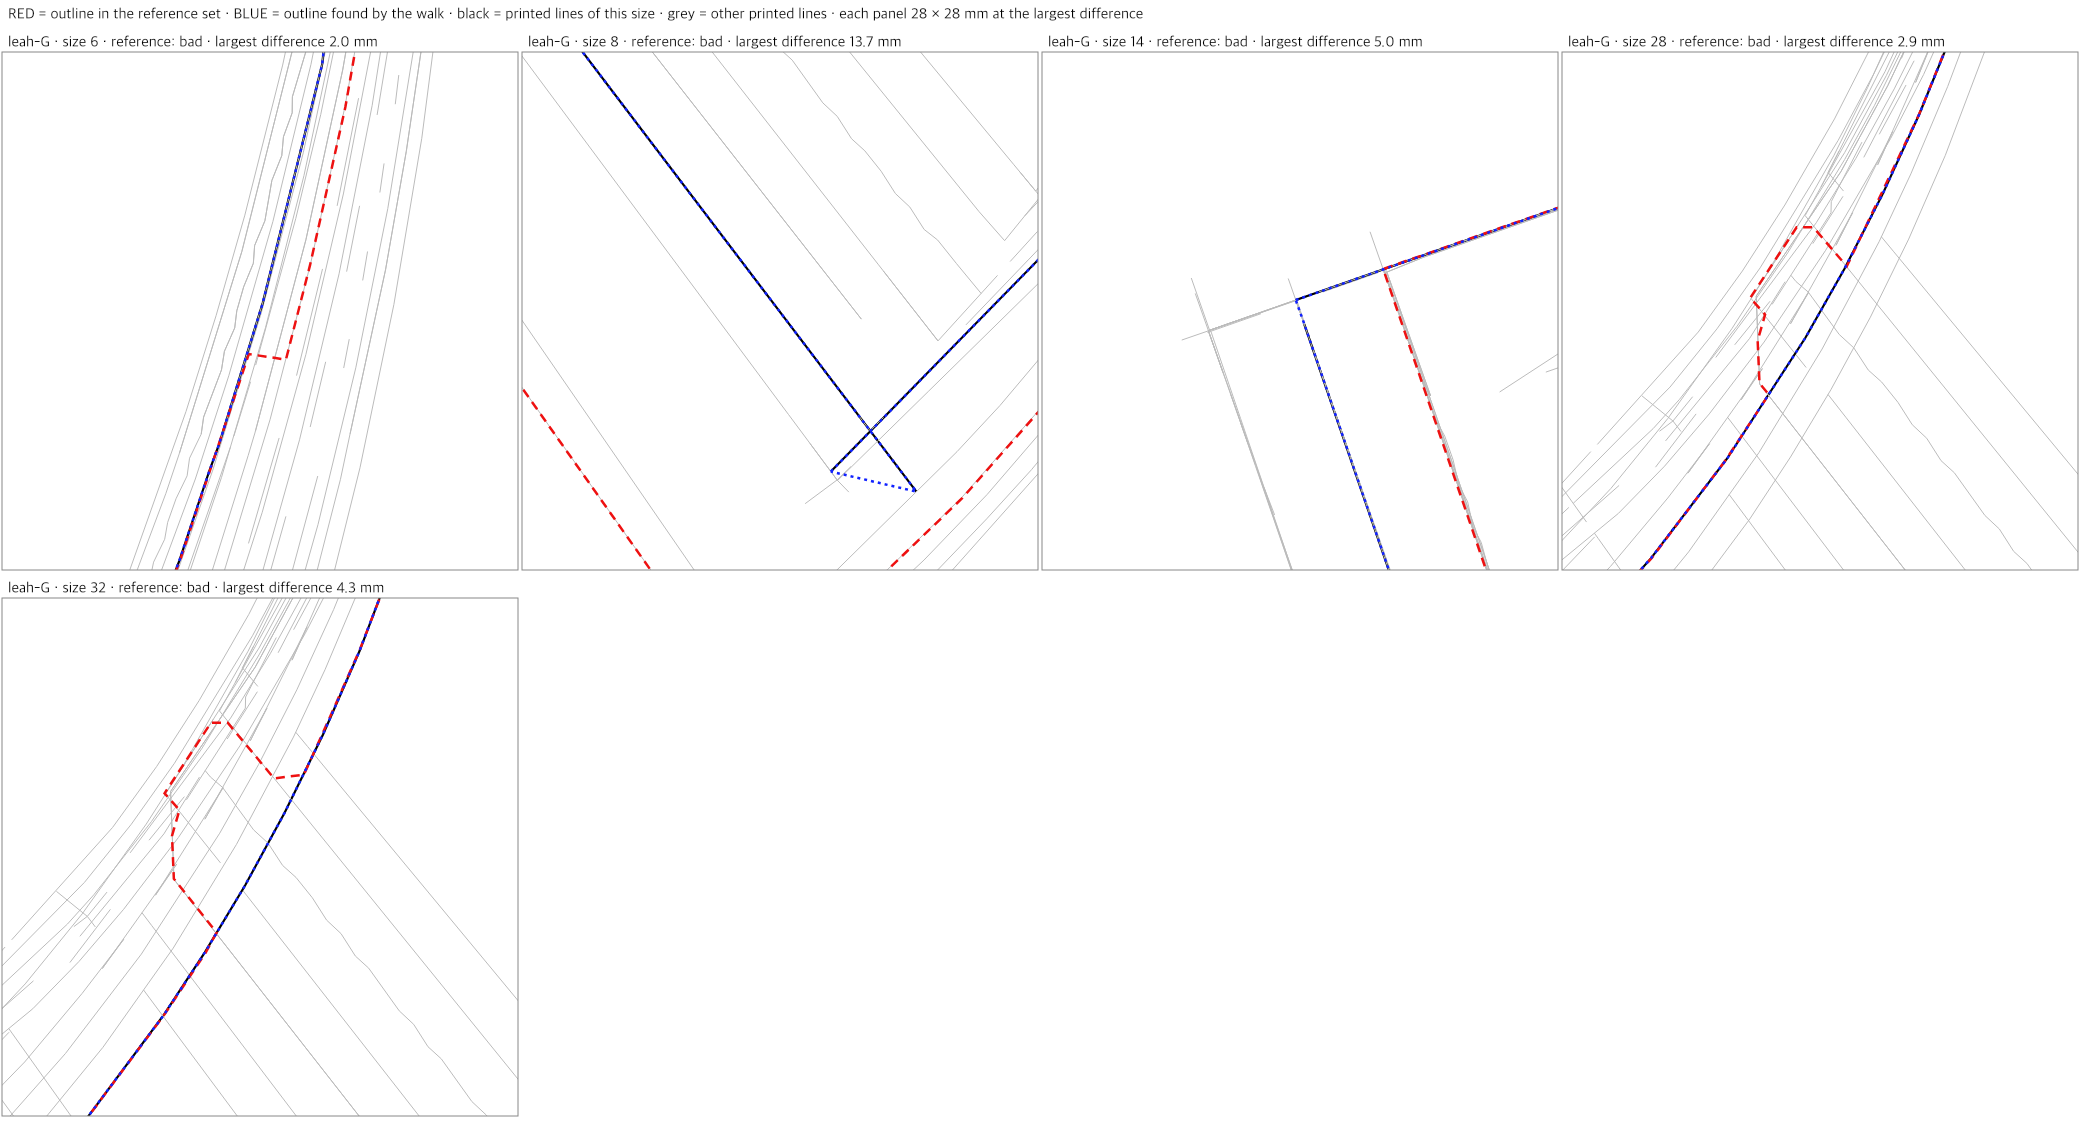 RED = outline in the reference set · BLUE = outline found by the walk · black = printed lines of this size · grey = other printed lines · each panel 28 × 28 mm at the largest difference
leah-G · size 6 · reference: bad · largest difference 2.0 mm
leah-G · size 8 · reference: bad · largest difference 13.7 mm
leah-G · size 14 · reference: bad · largest difference 5.0 mm
leah-G · size 28 · reference: bad · largest difference 2.9 mm
leah-G · size 32 · reference: bad · largest difference 4.3 mm